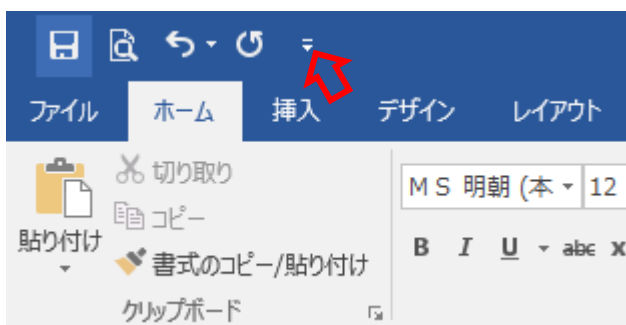 ファイル ホーム 挿入 デザイン レイアウト
切り取り
コピー
貼り付け
書式のコピー/貼り付け
クリップボード
ＭＳ 明朝 (本 12
B I U abc x